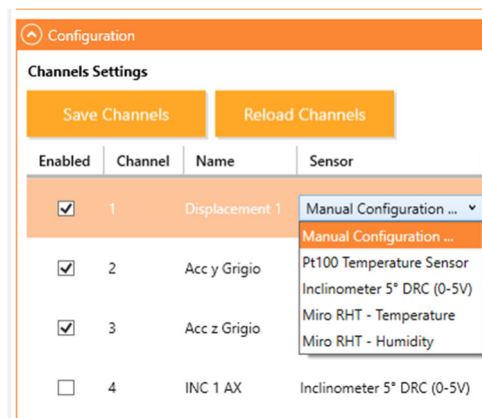 Configuration
Channels Settings
Save Channels Reload Channels
Enabled Channel Name Sensor
1 Displacement 1 Manual Configuration ...
Manual Configuration ...
Pt100 Temperature Sensor
2 Acc y Grigio
Inclinometer 5° DRC (0-5V)
Miro RHT - Temperature
3 Acc z Grigio
Miro RHT - Humidity
4 INC 1 AX Inclinometer 5° DRC (0-5V)